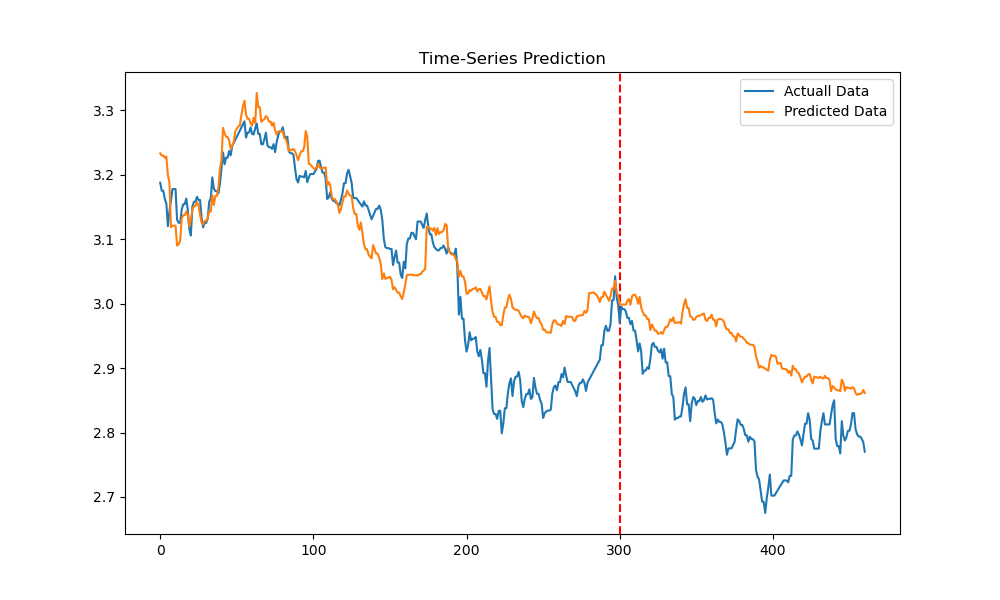 Time-Series Prediction
Actuall Data
Predicted Data
3.3
3.2
3.1
3.0
2.9
2.8
2.7
0 100 200 300 400